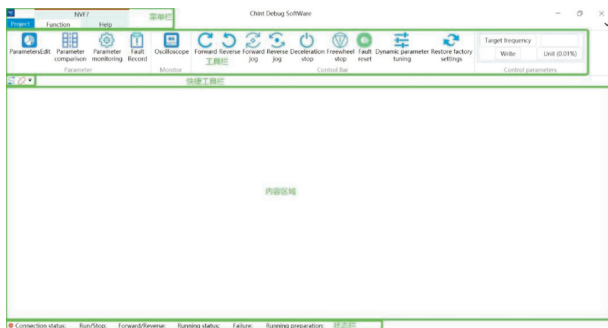 NVF7 菜单栏 Chint Debug SoftWare
Project Function Help
ParametersEdit Parameter comparison Parameter monitoring Fault Record Oscilloscope Forward Reverse Forward jog Reverse jog Deceleration stop Freewheel stop Fault reset Dynamic parameter tuning Restore factory settings
Target frequency
Write Unit (0.01%)
工具栏
Parameter Monitor Control Bar Control parameters
快捷工具栏
内容区域
Connection status: Run/Stop: Forward/Reverse: Running status: Failure: Running preparation: 状态栏